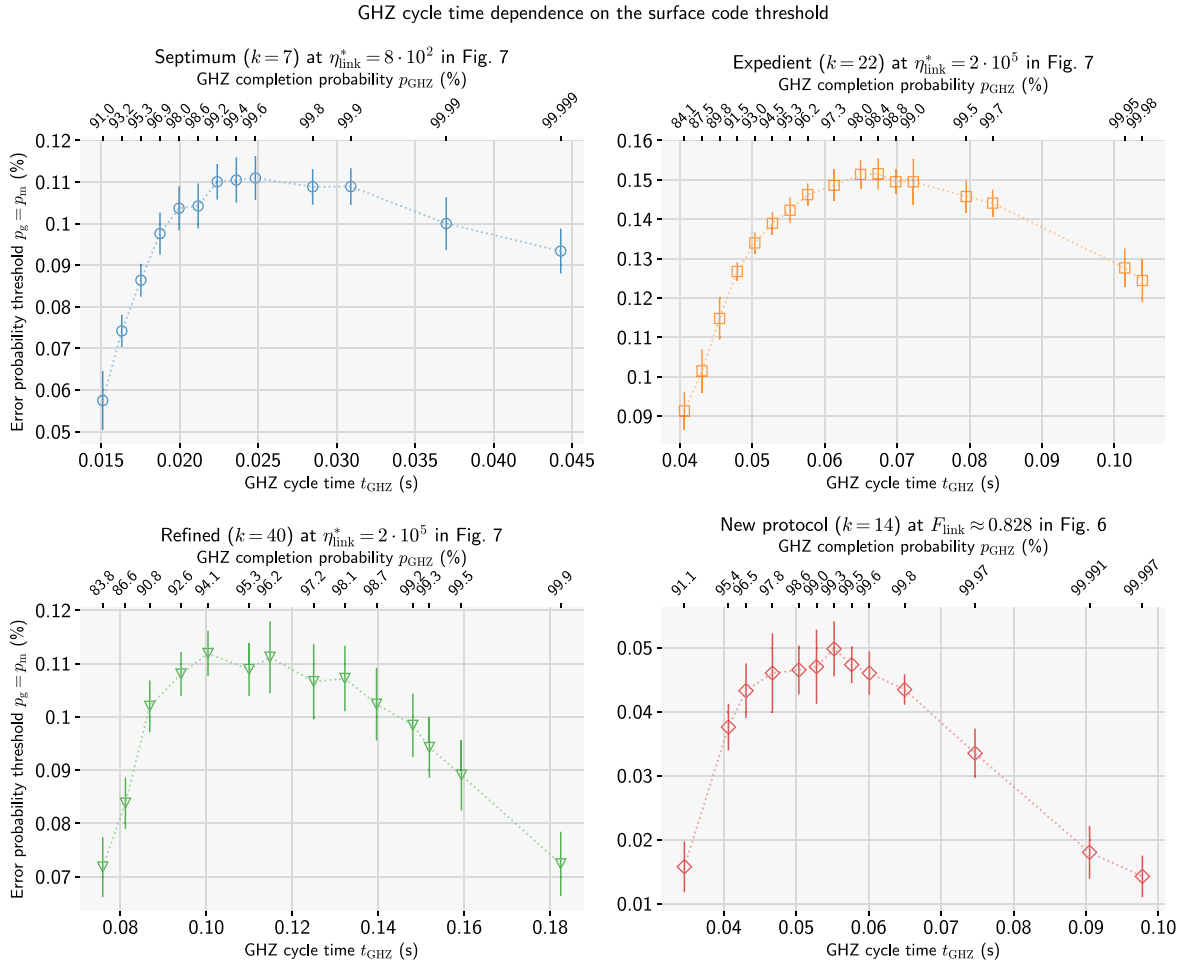 GHZ cycle time dependence on the surface code threshold
Septimum (k = 7) at η*link = 8 · 10² in Fig. 7
GHZ completion probability pGHZ (%)
91.0 93.2 95.3 96.9 98.0 98.6 99.2 99.4 99.6 99.8 99.9 99.99 99.999
Error probability threshold pg = pm (%)
0.12
0.11
0.1
0.09
0.08
0.07
0.06
0.05
0.015 0.020 0.025 0.030 0.035 0.040 0.045
GHZ cycle time tGHZ (s)
Expedient (k = 22) at η*link = 2 · 10⁵ in Fig. 7
GHZ completion probability pGHZ (%)
84.1 87.5 89.8 91.5 93.0 94.5 95.3 96.2 97.3 98.0 98.4 98.8 99.0 99.5 99.7 99.95 99.98
0.16
0.15
0.14
0.13
0.12
0.11
0.1
0.09
0.04 0.05 0.06 0.07 0.08 0.09 0.10
GHZ cycle time tGHZ (s)
Refined (k = 40) at η*link = 2 · 10⁵ in Fig. 7
GHZ completion probability pGHZ (%)
83.8 86.6 90.8 92.6 94.1 95.3 96.2 97.2 98.1 98.7 99.2 99.3 99.5 99.9
Error probability threshold pg = pm (%)
0.12
0.11
0.1
0.09
0.08
0.07
0.08 0.10 0.12 0.14 0.16 0.18
GHZ cycle time tGHZ (s)
New protocol (k = 14) at Flink ≈ 0.828 in Fig. 6
GHZ completion probability pGHZ (%)
91.1 95.4 96.5 97.8 98.6 99.0 99.3 99.5 99.6 99.8 99.97 99.991 99.997
0.05
0.04
0.03
0.02
0.01
0.04 0.05 0.06 0.07 0.08 0.09 0.10
GHZ cycle time tGHZ (s)